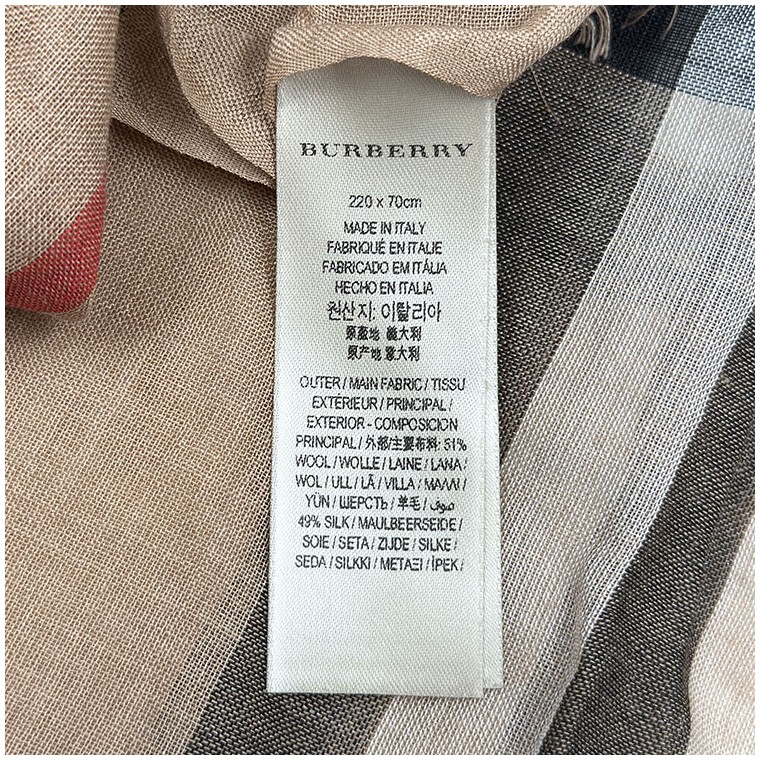 BURBERRY
220 x 70cm
MADE IN ITALY
FABRIQUÉ EN ITALIE
FABRICADO EM ITÁLIA
HECHO EN ITALIA
원산지: 이탈리아
原產地 義大利
原产地 意大利
OUTER / MAIN FABRIC / TISSU
EXTÉRIEUR / PRINCIPAL /
EXTERIOR - COMPOSICION
PRINCIPAL / 外部/主要布料: 51%
WOOL / WOLLE / LAINE / LANA /
WOL / ULL / LÃ / VILLA / ΜΑΛΛΙ /
YÜN / ШЕРСТЬ / 羊毛 / صوف /
49% SILK / MAULBEERSEIDE /
SOIE / SETA / ZIJDE / SILKE /
SEDA / SILKKI / ΜΕΤΑΞΙ / İPEK /